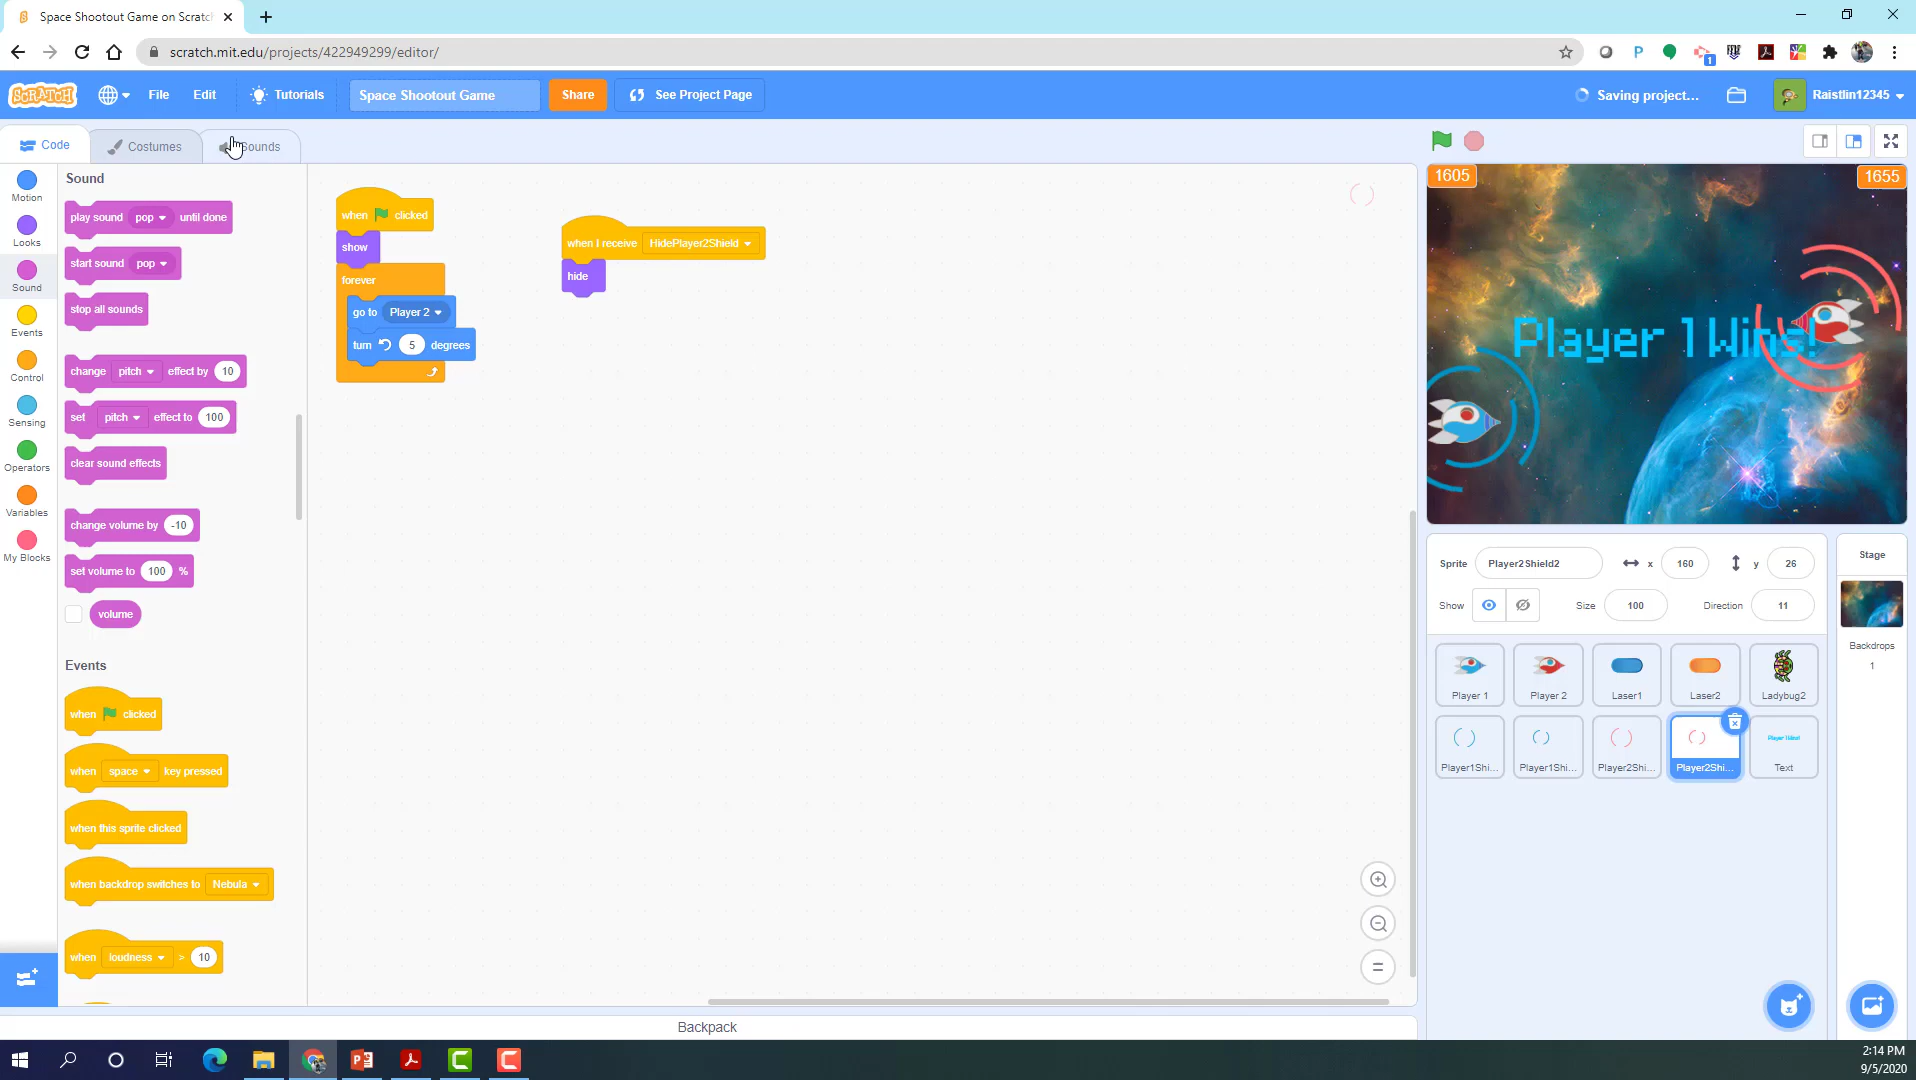 Space Shootout Game on Scratch
scratch.mit.edu/projects/422949299/editor/
SCRATCH
File
Edit
Tutorials
Space Shootout Game
Share
See Project Page
Saving project...
Raistlin12345
Code
Costumes
Sounds
Motion
Looks
Sound
Events
Control
Sensing
Operators
Variables
My Blocks
Sound
play sound pop until done
start sound pop
stop all sounds
change pitch effect by 10
set pitch effect to 100
clear sound effects
change volume by -10
set volume to 100 %
volume
Events
when clicked
when space key pressed
when this sprite clicked
when backdrop switches to Nebula
when loudness > 10
when clicked
show
forever
go to Player 2
turn 5 degrees
when I receive HidePlayer2Shield
hide
1605
1655
Player 1 Wins!
Sprite Player2Shield2
x 160
y 26
Show
Size 100
Direction 11
Player 1
Player 2
Laser1
Laser2
Ladybug2
Player1Shi...
Player1Shi...
Player2Shi...
Player2Shi...
Player 1 Wins!
Text
Stage
Backdrops
1
Backpack
2:14 PM
9/5/2020